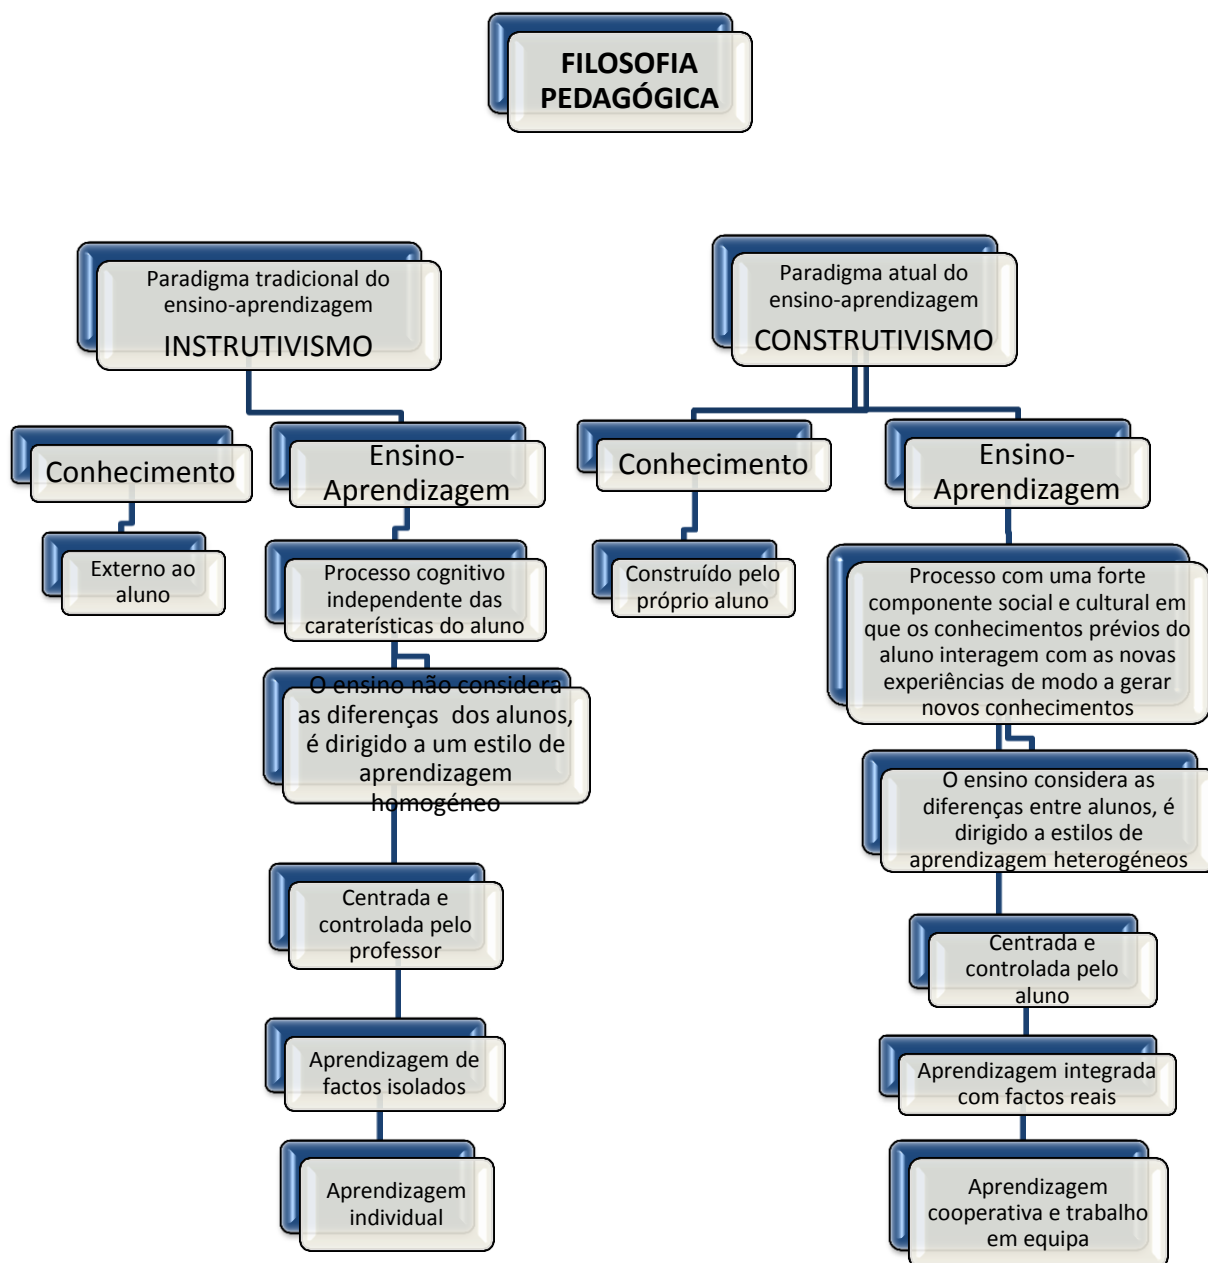 FILOSOFIA
PEDAGÓGICA
Paradigma tradicional do
ensino-aprendizagem
INSTRUTIVISMO
Conhecimento
Externo ao
aluno
Ensino-
Aprendizagem
Processo cognitivo
independente das
caraterísticas do aluno
O ensino não considera
as diferenças dos alunos,
é dirigido a um estilo de
aprendizagem
homogéneo
Centrada e
controlada pelo
professor
Aprendizagem de
factos isolados
Aprendizagem
individual
Paradigma atual do
ensino-aprendizagem
CONSTRUTIVISMO
Conhecimento
Construído pelo
próprio aluno
Ensino-
Aprendizagem
Processo com uma forte
componente social e cultural em
que os conhecimentos prévios do
aluno interagem com as novas
experiências de modo a gerar
novos conhecimentos
O ensino considera as
diferenças entre alunos, é
dirigido a estilos de
aprendizagem heterogéneos
Centrada e
controlada pelo
aluno
Aprendizagem integrada
com factos reais
Aprendizagem
cooperativa e trabalho
em equipa